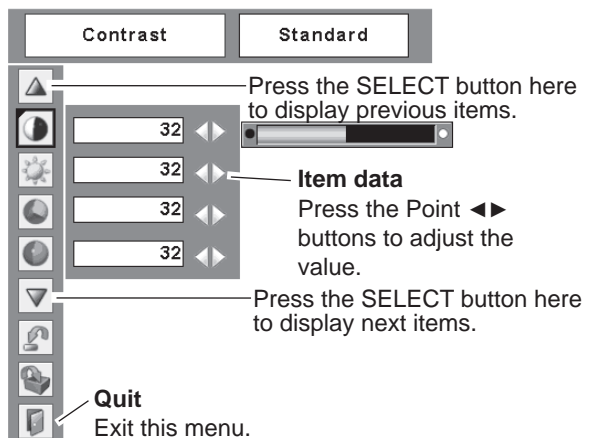 Contrast Standard
Press the SELECT button here
to display previous items.
32
32
Item data
32
Press the Point ◄►
buttons to adjust the
value.
32
Press the SELECT button here
to display next items.
Quit
Exit this menu.